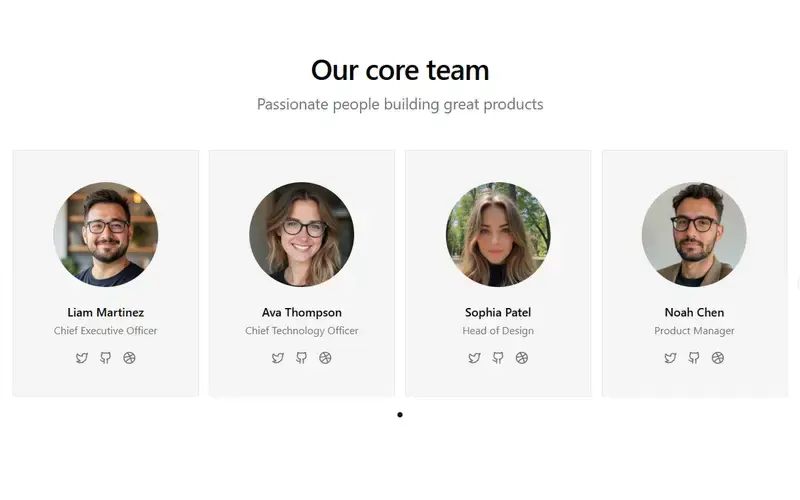 Our core team
Passionate people building great products
Liam Martinez
Chief Executive Officer
Ava Thompson
Chief Technology Officer
Sophia Patel
Head of Design
Noah Chen
Product Manager